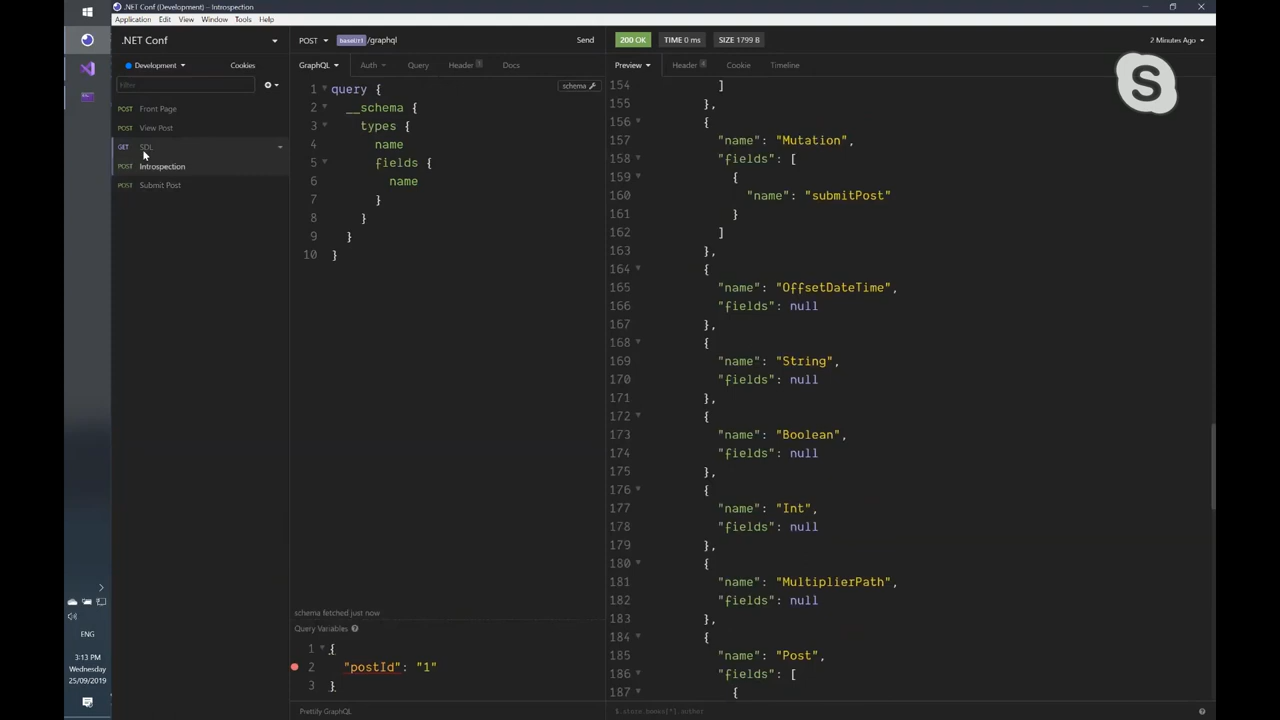 .NET Conf (Development) – Introspection
Application Edit View Window Tools Help
.NET Conf
POST base_url /graphql Send
200 OK TIME 0 ms SIZE 1799 B 2 Minutes Ago
Development Cookies
GraphQL Auth Query Header 1 Docs
Preview Header 4 Cookie Timeline
Filter
POST Front Page
POST View Post
GET SDL
POST Introspection
POST Submit Post
schema
1 query {
2 __schema {
3 types {
4 name
5 fields {
6 name
7 }
8 }
9 }
10 }
schema fetched just now
Query Variables
1 {
2 "postId": "1"
3 }
Prettify GraphQL
154 ]
155 },
156 {
157 "name": "Mutation",
158 "fields": [
159 {
160 "name": "submitPost"
161 }
162 ]
163 },
164 {
165 "name": "OffsetDateTime",
166 "fields": null
167 },
168 {
169 "name": "String",
170 "fields": null
171 },
172 {
173 "name": "Boolean",
174 "fields": null
175 },
176 {
177 "name": "Int",
178 "fields": null
179 },
180 {
181 "name": "MultiplierPath",
182 "fields": null
183 },
184 {
185 "name": "Post",
186 "fields": [
187 {
$.store.books[*].author
S
ENG
3:13 PM
Wednesday
25/09/2019